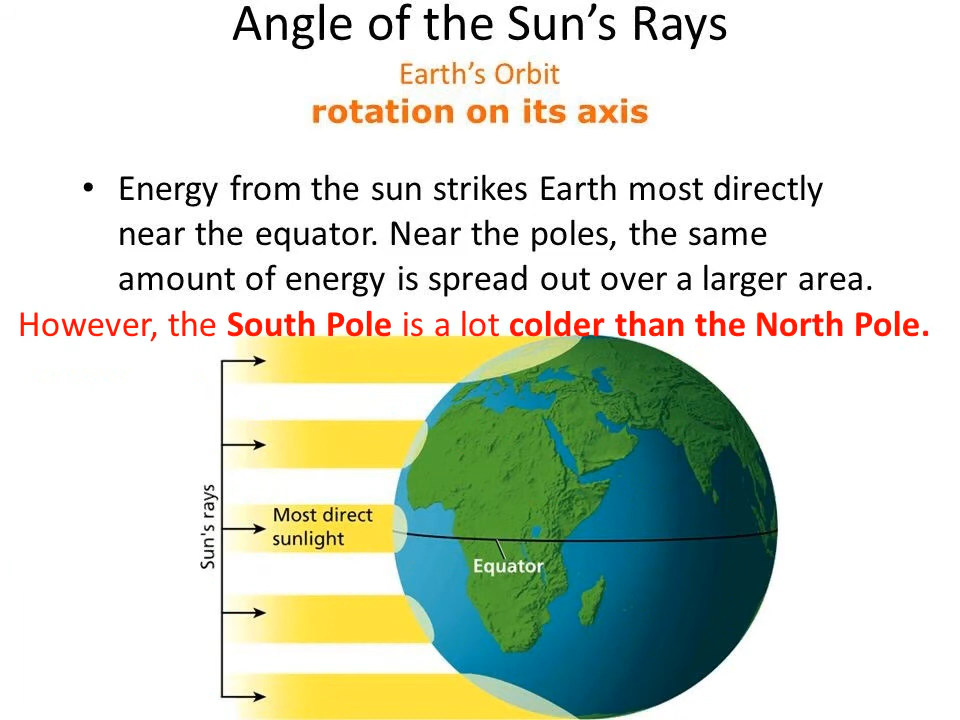 Angle of the Sun’s Rays
Earth’s Orbit
rotation on its axis
• Energy from the sun strikes Earth most directly
near the equator. Near the poles, the same
amount of energy is spread out over a larger area.
However, the South Pole is a lot colder than the North Pole.
Sun's rays
Most direct
sunlight
Equator